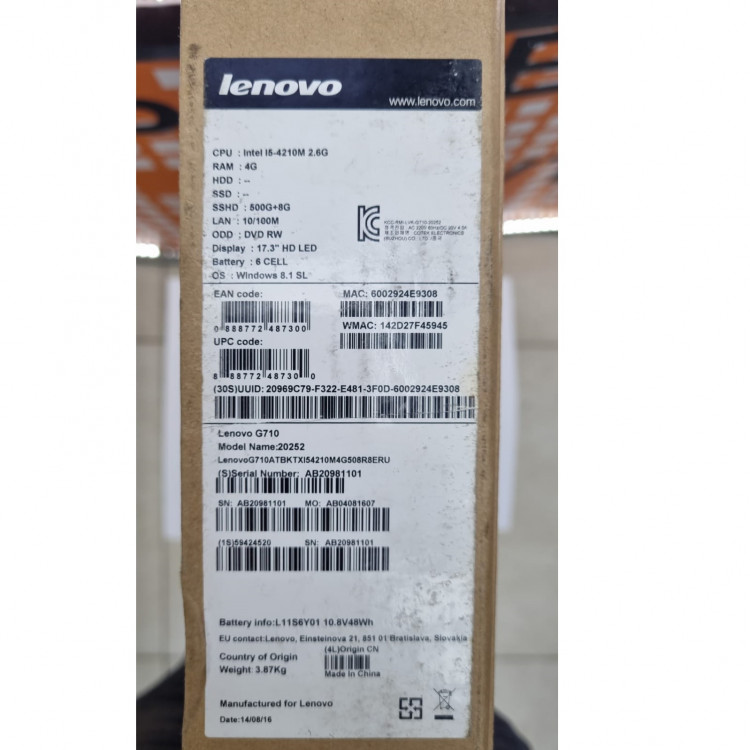 lenovo
www.lenovo.com
CPU : Intel I5-4210M 2.6G
RAM : 4G
HDD : --
SSD : --
SSHD : 500G+8G
LAN : 10/100M
ODD : DVD RW
Display : 17.3" HD LED
Battery : 6 CELL
OS : Windows 8.1 SL
EAN code:
MAC: 6002924E9308
0 888772 487300
WMAC: 142D27F45945
UPC code:
8 88772 48730 0
(30S)UUID: 20969C79-F322-E481-3F0D-6002924E9308
Lenovo G710
Model Name:20252
LenovoG710ATBKTXI54210M4G508R8ERU
(S)Serial Number: AB20981101
SN: AB20981101 MO: AB04081607
(1S)59424520 SN: AB20981101
Battery info:L11S6Y01 10.8V48Wh
EU contact:Lenovo, Einsteinova 21, 851 01 Bratislava, Slovakia
Country of Origin
(4L)Origin CN
Weight: 3.87Kg
Made in China
Manufactured for Lenovo
Date:14/08/16